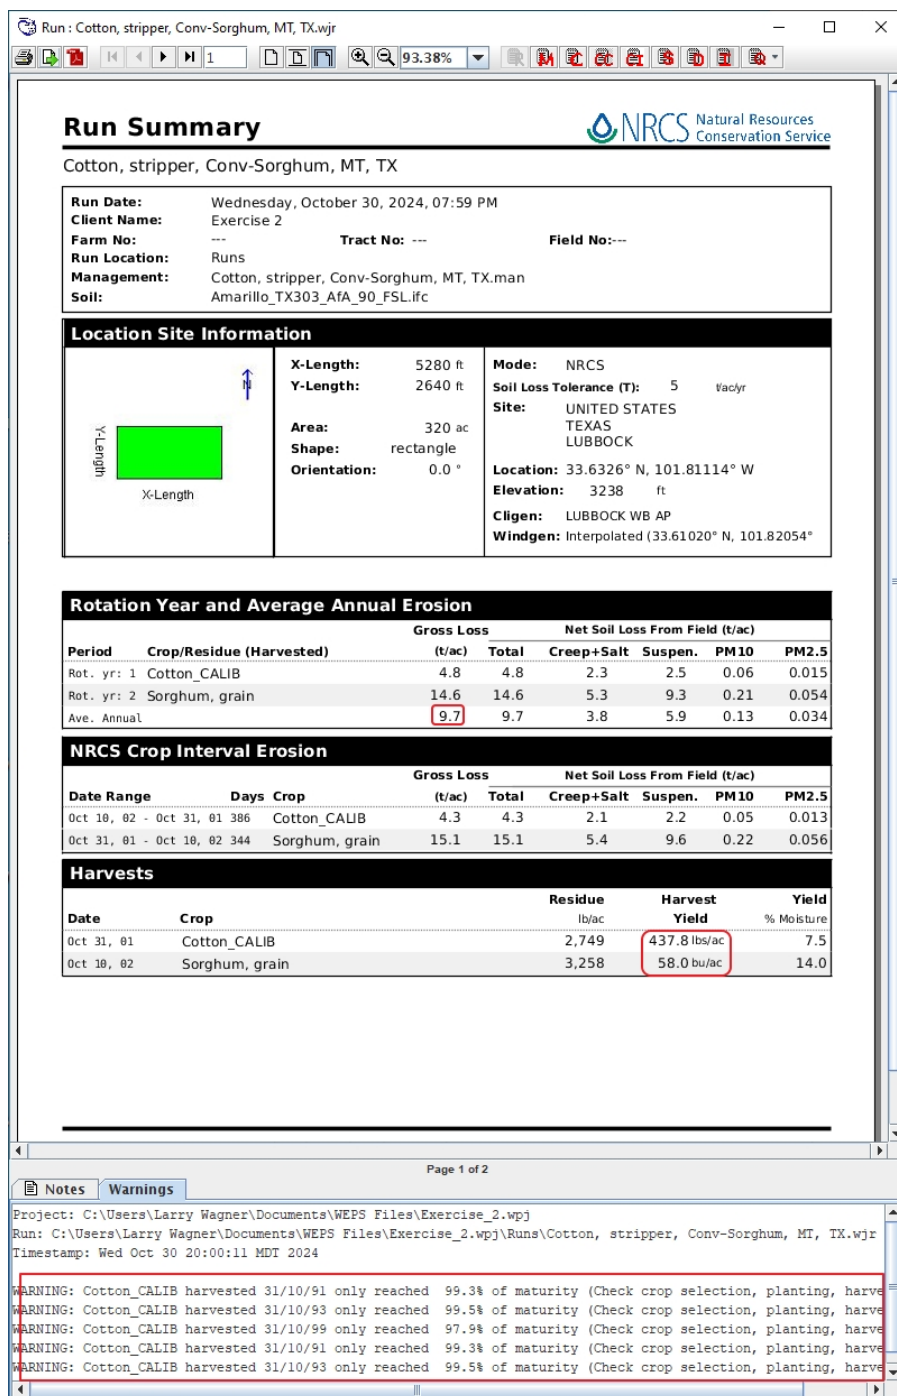 Run : Cotton, stripper, Conv-Sorghum, MT, TX.wjr
1 93.38%
Run Summary
NRCS Natural Resources
Conservation Service
Cotton, stripper, Conv-Sorghum, MT, TX
Run Date: Wednesday, October 30, 2024, 07:59 PM
Client Name: Exercise 2
Farm No: --- Tract No: --- Field No:---
Run Location: Runs
Management: Cotton, stripper, Conv-Sorghum, MT, TX.man
Soil: Amarillo_TX303_AfA_90_FSL.ifc
Location Site Information
N
Y-Length
X-Length
X-Length: 5280 ft
Y-Length: 2640 ft
Area: 320 ac
Shape: rectangle
Orientation: 0.0 °
Mode: NRCS
Soil Loss Tolerance (T): 5 t/ac/yr
Site: UNITED STATES
TEXAS
LUBBOCK
Location: 33.6326° N, 101.81114° W
Elevation: 3238 ft
Cligen: LUBBOCK WB AP
Windgen: Interpolated (33.61020° N, 101.82054°
Rotation Year and Average Annual Erosion
Gross Loss Net Soil Loss From Field (t/ac)
Period Crop/Residue (Harvested) (t/ac) Total Creep+Salt Suspen. PM10 PM2.5
Rot. yr: 1 Cotton_CALIB 4.8 4.8 2.3 2.5 0.06 0.015
Rot. yr: 2 Sorghum, grain 14.6 14.6 5.3 9.3 0.21 0.054
Ave. Annual 9.7 9.7 3.8 5.9 0.13 0.034
NRCS Crop Interval Erosion
Gross Loss Net Soil Loss From Field (t/ac)
Date Range Days Crop (t/ac) Total Creep+Salt Suspen. PM10 PM2.5
Oct 10, 02 - Oct 31, 01 386 Cotton_CALIB 4.3 4.3 2.1 2.2 0.05 0.013
Oct 31, 01 - Oct 10, 02 344 Sorghum, grain 15.1 15.1 5.4 9.6 0.22 0.056
Harvests
Residue Harvest Yield
Date Crop lb/ac Yield % Moisture
Oct 31, 01 Cotton_CALIB 2,749 437.8 lbs/ac 7.5
Oct 10, 02 Sorghum, grain 3,258 58.0 bu/ac 14.0
Page 1 of 2
Notes Warnings
Project: C:\Users\Larry Wagner\Documents\WEPS Files\Exercise_2.wpj
Run: C:\Users\Larry Wagner\Documents\WEPS Files\Exercise_2.wpj\Runs\Cotton, stripper, Conv-Sorghum, MT, TX.wjr
Timestamp: Wed Oct 30 20:00:11 MDT 2024
WARNING: Cotton_CALIB harvested 31/10/91 only reached 99.3% of maturity (Check crop selection, planting, harve
WARNING: Cotton_CALIB harvested 31/10/93 only reached 99.5% of maturity (Check crop selection, planting, harve
WARNING: Cotton_CALIB harvested 31/10/99 only reached 97.9% of maturity (Check crop selection, planting, harve
WARNING: Cotton_CALIB harvested 31/10/91 only reached 99.3% of maturity (Check crop selection, planting, harve
WARNING: Cotton_CALIB harvested 31/10/93 only reached 99.5% of maturity (Check crop selection, planting, harve